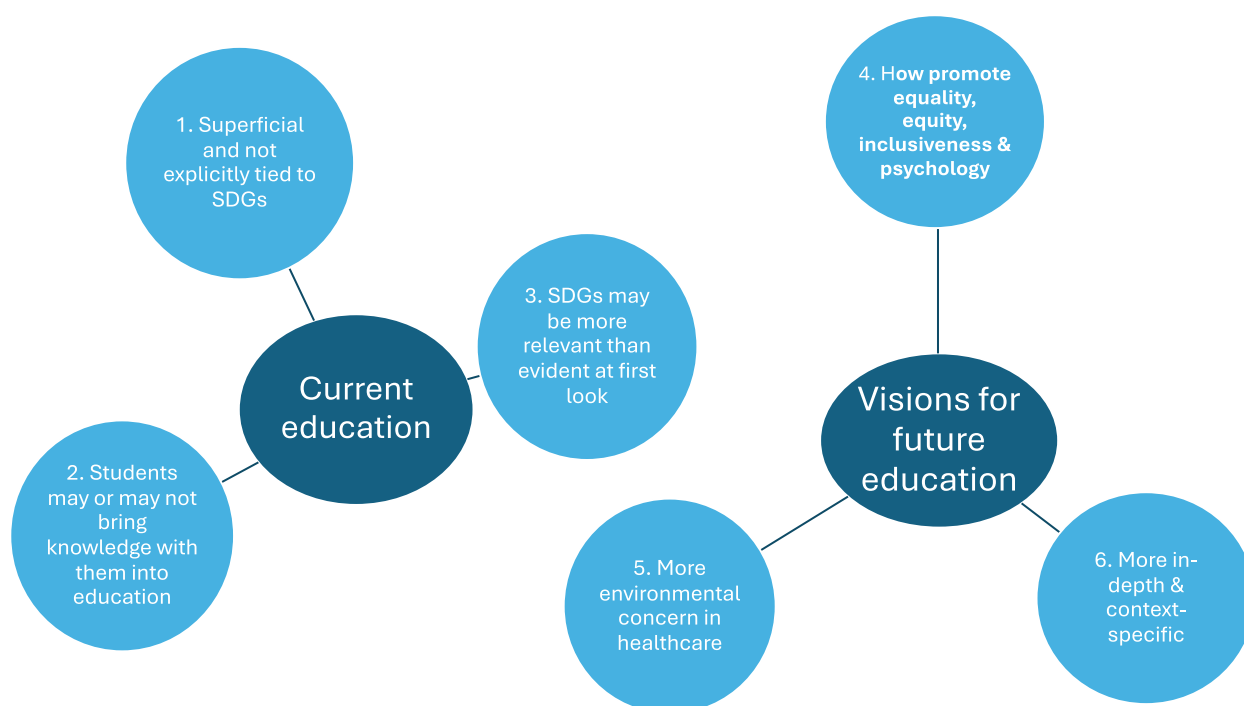 1. Superficial
and not
explicitly tied to
SDGs
Current
education
2. Students
may or may not
bring
knowledge with
them into
education
3. SDGs may
be more
relevant than
evident at first
look
4. How promote
equality,
equity,
inclusiveness &
psychology
Visions for
future
education
5. More
environmental
concern in
healthcare
6. More in-
depth &
context-
specific